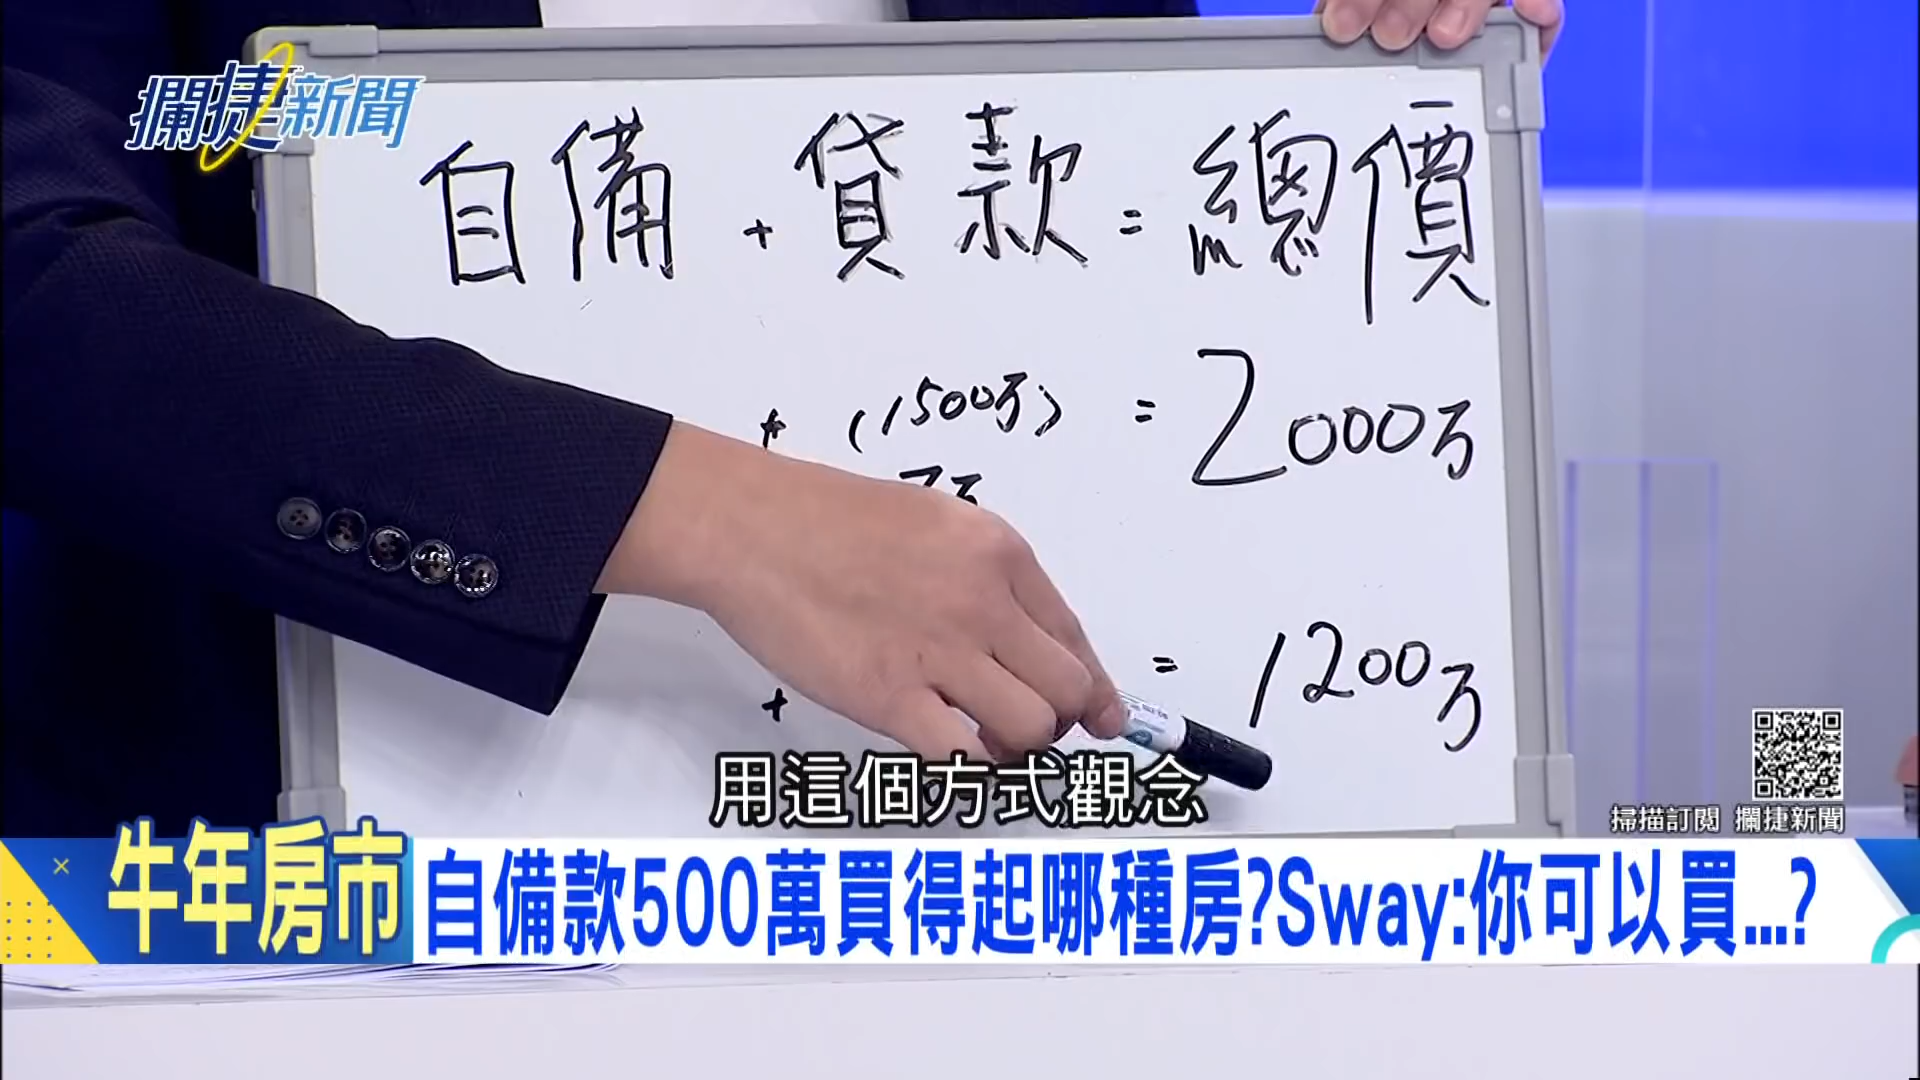 攔捷新聞
自備 + 貸款 = 總價
+ (1500万) = 2000万
+ = 1200万
用這個方式觀念
掃描訂閱 攔捷新聞
牛年房市
自備款500萬買得起哪種房?Sway:你可以買...?